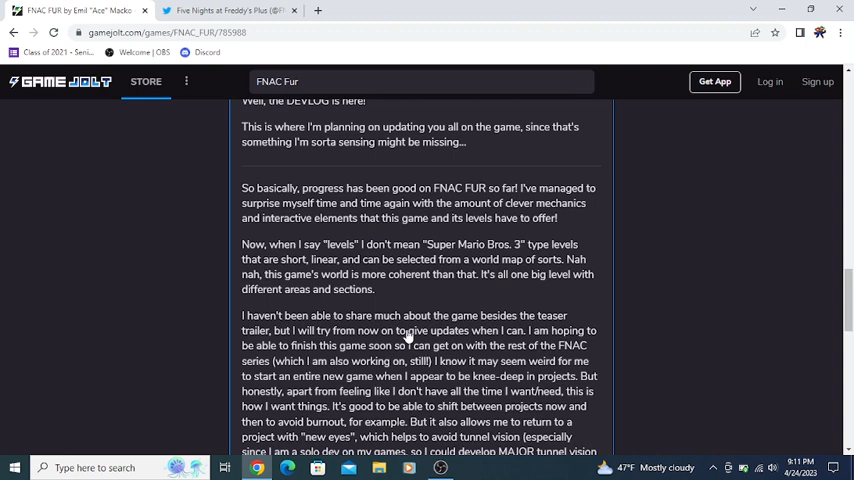 FNAC FUR by Emil "Ace" Macko
Five Nights at Freddy's Plus (@FN
gamejolt.com/games/FNAC_FUR/785988
Class of 2021 - Seni...
Welcome | OBS
Discord
GAME JOLT
STORE
FNAC Fur
Get App
Log in
Sign up
Well, the DEVLOG is here!
This is where I'm planning on updating you all on the game, since that's
something I'm sorta sensing might be missing...
So basically, progress has been good on FNAC FUR so far! I've managed to
surprise myself time and time again with the amount of clever mechanics
and interactive elements that this game and its levels have to offer!
Now, when I say "levels" I don't mean "Super Mario Bros. 3" type levels
that are short, linear, and can be selected from a world map of sorts. Nah
nah, this game's world is more coherent than that. It's all one big level with
different areas and sections.
I haven't been able to share much about the game besides the teaser
trailer, but I will try from now on to give updates when I can. I am hoping to
be able to finish this game soon so I can get on with the rest of the FNAC
series (which I am also working on, still!) I know it may seem weird for me
to start an entire new game when I appear to be knee-deep in projects. But
honestly, apart from feeling like I don't have all the time I want/need, this is
how I want things. It's good to be able to shift between projects now and
then to avoid burnout, for example. But it also allows me to return to a
project with "new eyes", which helps to avoid tunnel vision (especially
since I am a solo dev on my games, so I could develop MAJOR tunnel vision
Type here to search
47°F Mostly cloudy
9:11 PM
4/24/2023